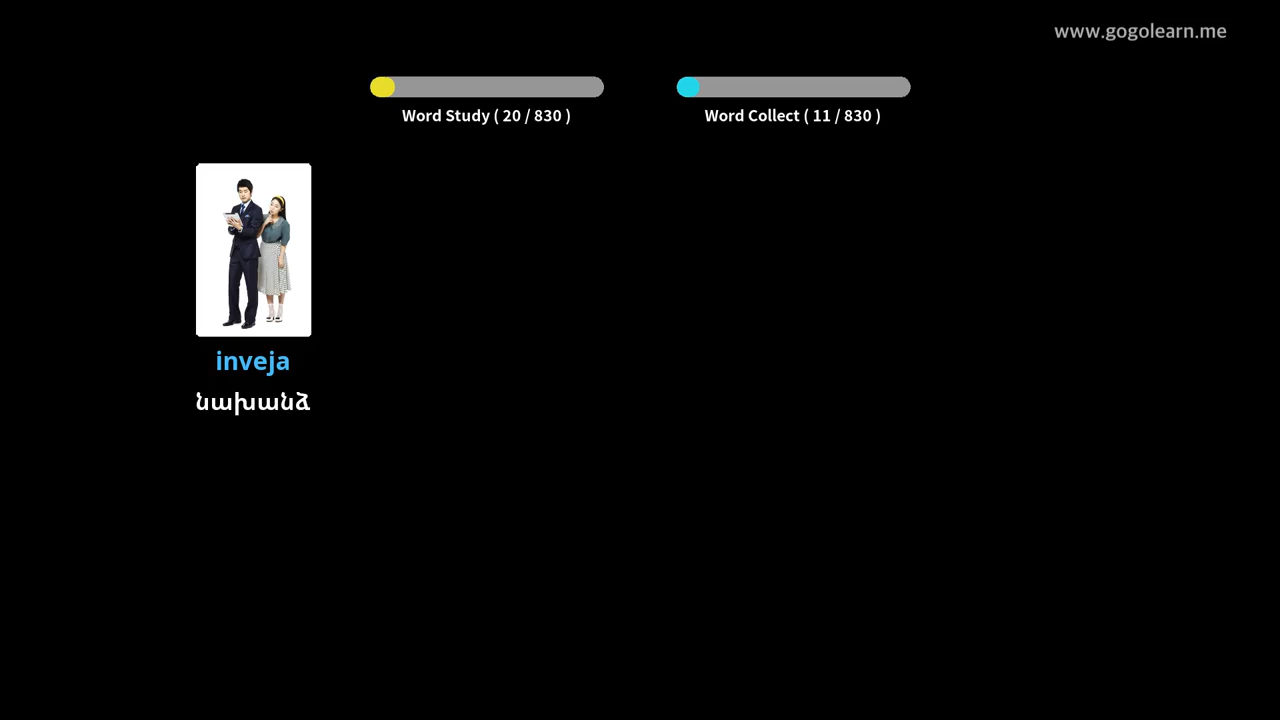 www.gogolearn.me
Word Study ( 20 / 830 )
Word Collect ( 11 / 830 )
inveja
նախանձ